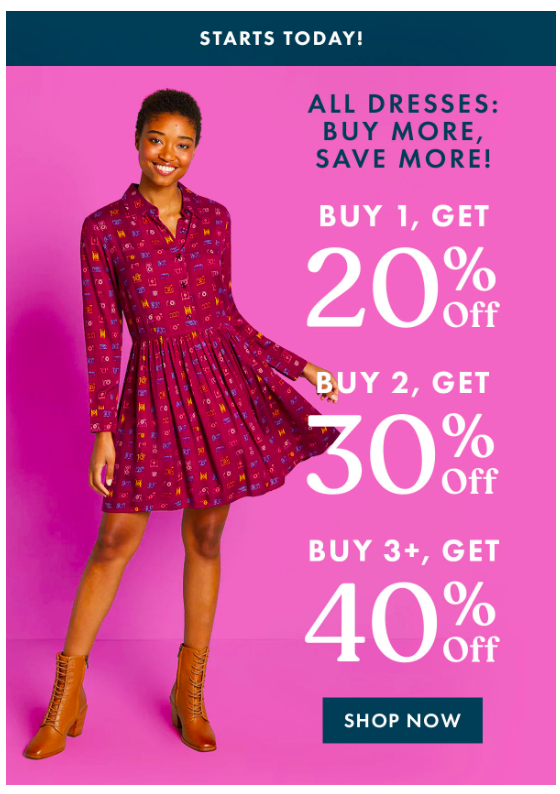 STARTS TODAY!
ALL DRESSES:
BUY MORE,
SAVE MORE!
BUY 1, GET
20% Off
BUY 2, GET
30% Off
BUY 3+, GET
40% Off
SHOP NOW